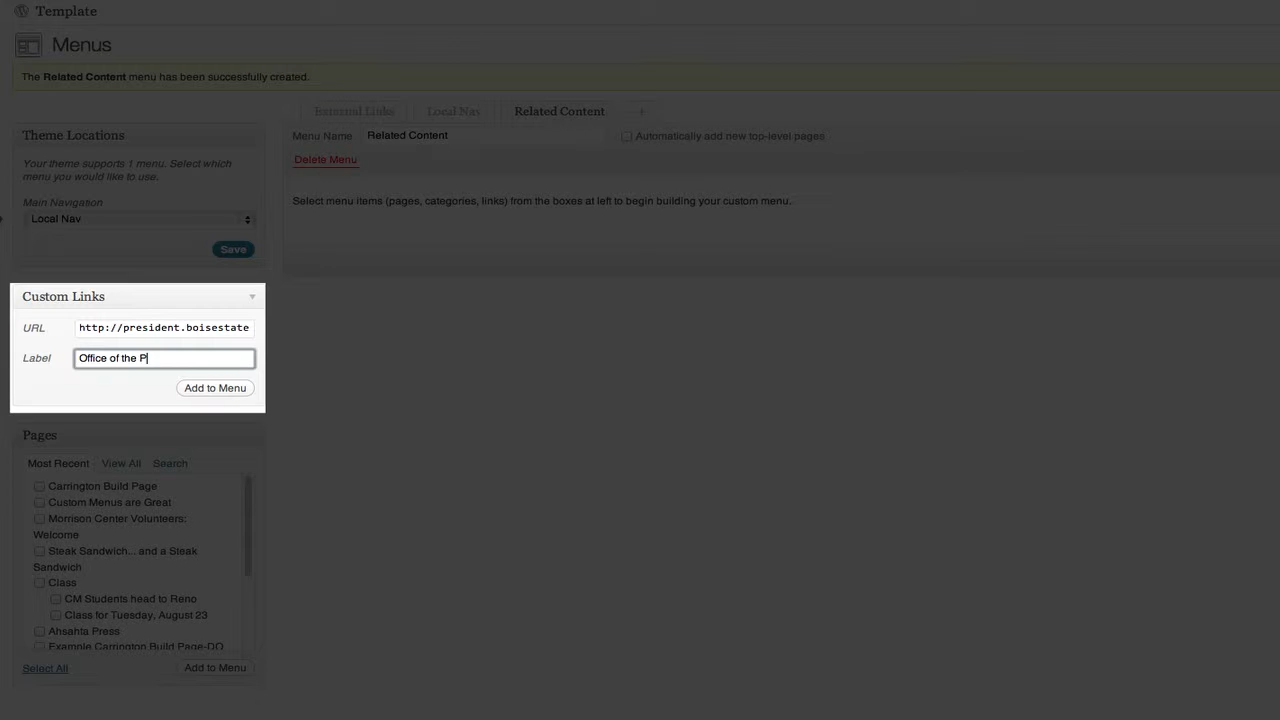 Template
Menus
The Related Content menu has been successfully created.
External Links
Local Nav
Related Content
+
Theme Locations
Your theme supports 1 menu. Select which
menu you would like to use.
Main Navigation
Local Nav
Save
Menu Name
Related Content
Automatically add new top-level pages
Delete Menu
Select menu items (pages, categories, links) from the boxes at left to begin building your custom menu.
Custom Links
URL
http://president.boisestate
Label
Office of the P
Add to Menu
Pages
Most Recent
View All
Search
Carrington Build Page
Custom Menus are Great
Morrison Center Volunteers:
Welcome
Steak Sandwich... and a Steak
Sandwich
Class
CM Students head to Reno
Class for Tuesday, August 23
Ahsahta Press
Example Carrington Build Page-DO
Select All
Add to Menu